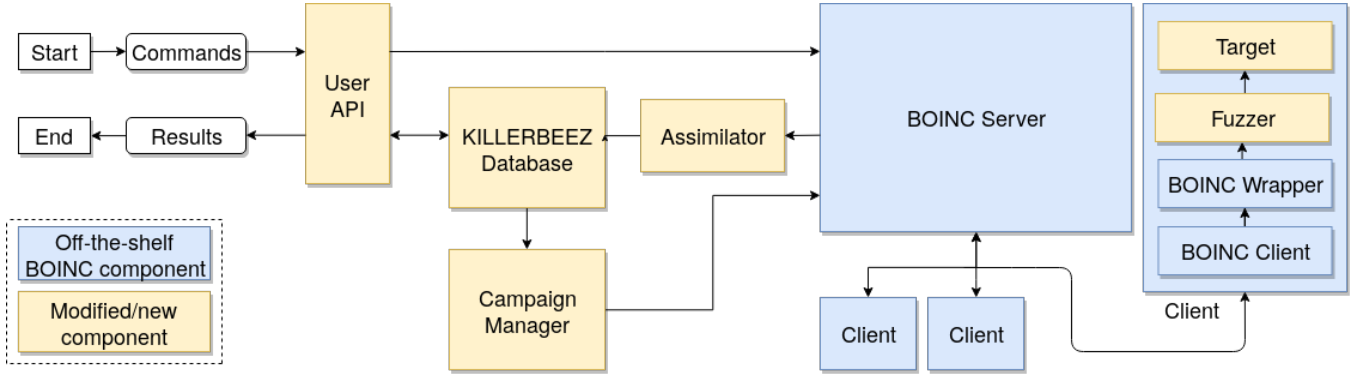 Start
Commands
User
API
End
Results
KILLERBEEZ
Database
Assimilator
BOINC Server
Campaign
Manager
Client
Client
Target
Fuzzer
BOINC Wrapper
BOINC Client
Client
Off-the-shelf
BOINC component
Modified/new
component